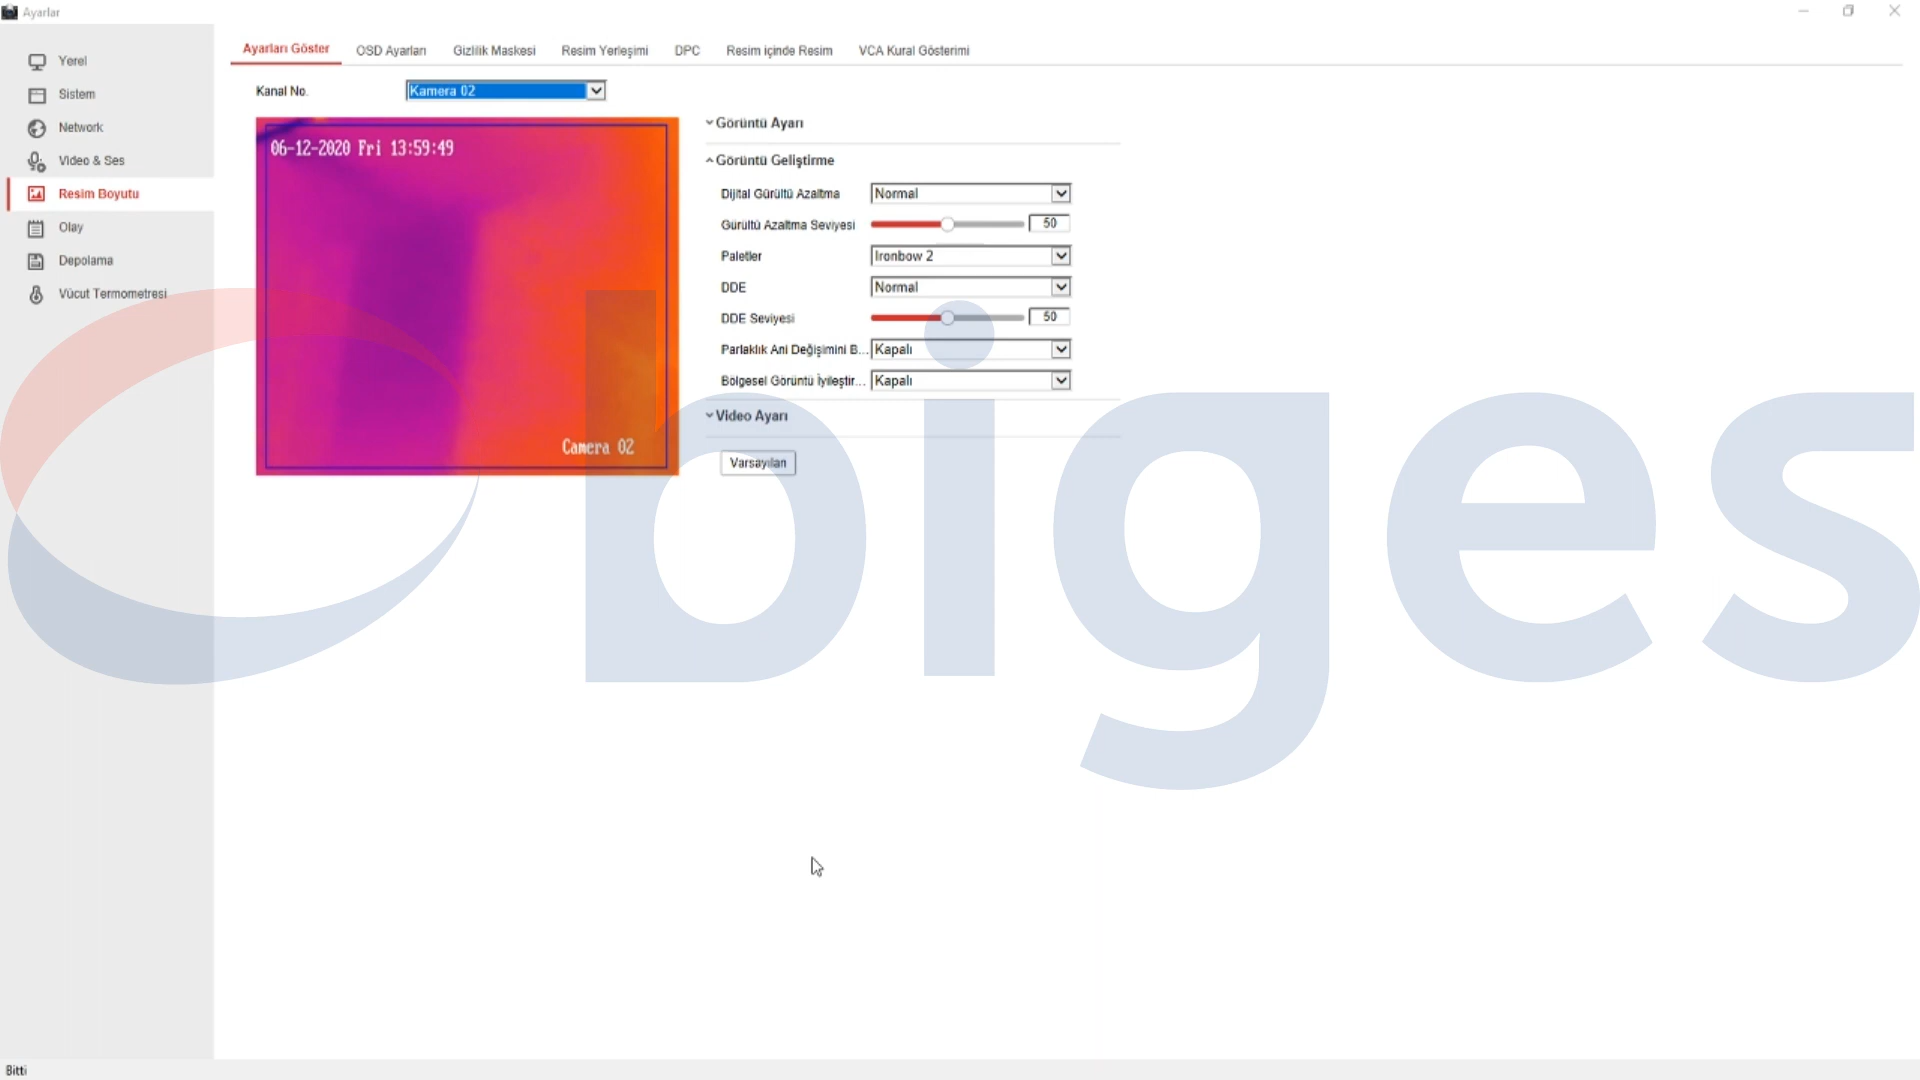 Ayarlar
Yerel
Sistem
Network
Video & Ses
Resim Boyutu
Olay
Depolama
Vücut Termometresi
Ayarları Göster
OSD Ayarları
Gizlilik Maskesi
Resim Yerleşimi
DPC
Resim içinde Resim
VCA Kural Gösterimi
Kanal No.
Kamera 02
06-12-2020 Fri 13:59:49
Camera 02
Görüntü Ayarı
Görüntü Geliştirme
Dijital Gürültü Azaltma
Normal
Gürültü Azaltma Seviyesi
50
Paletler
Ironbow 2
DDE
Normal
DDE Seviyesi
50
Parlaklık Ani Değişimini B...
Kapalı
Bölgesel Görüntü İyileştir...
Kapalı
Video Ayarı
Varsayılan
biges
Bitti